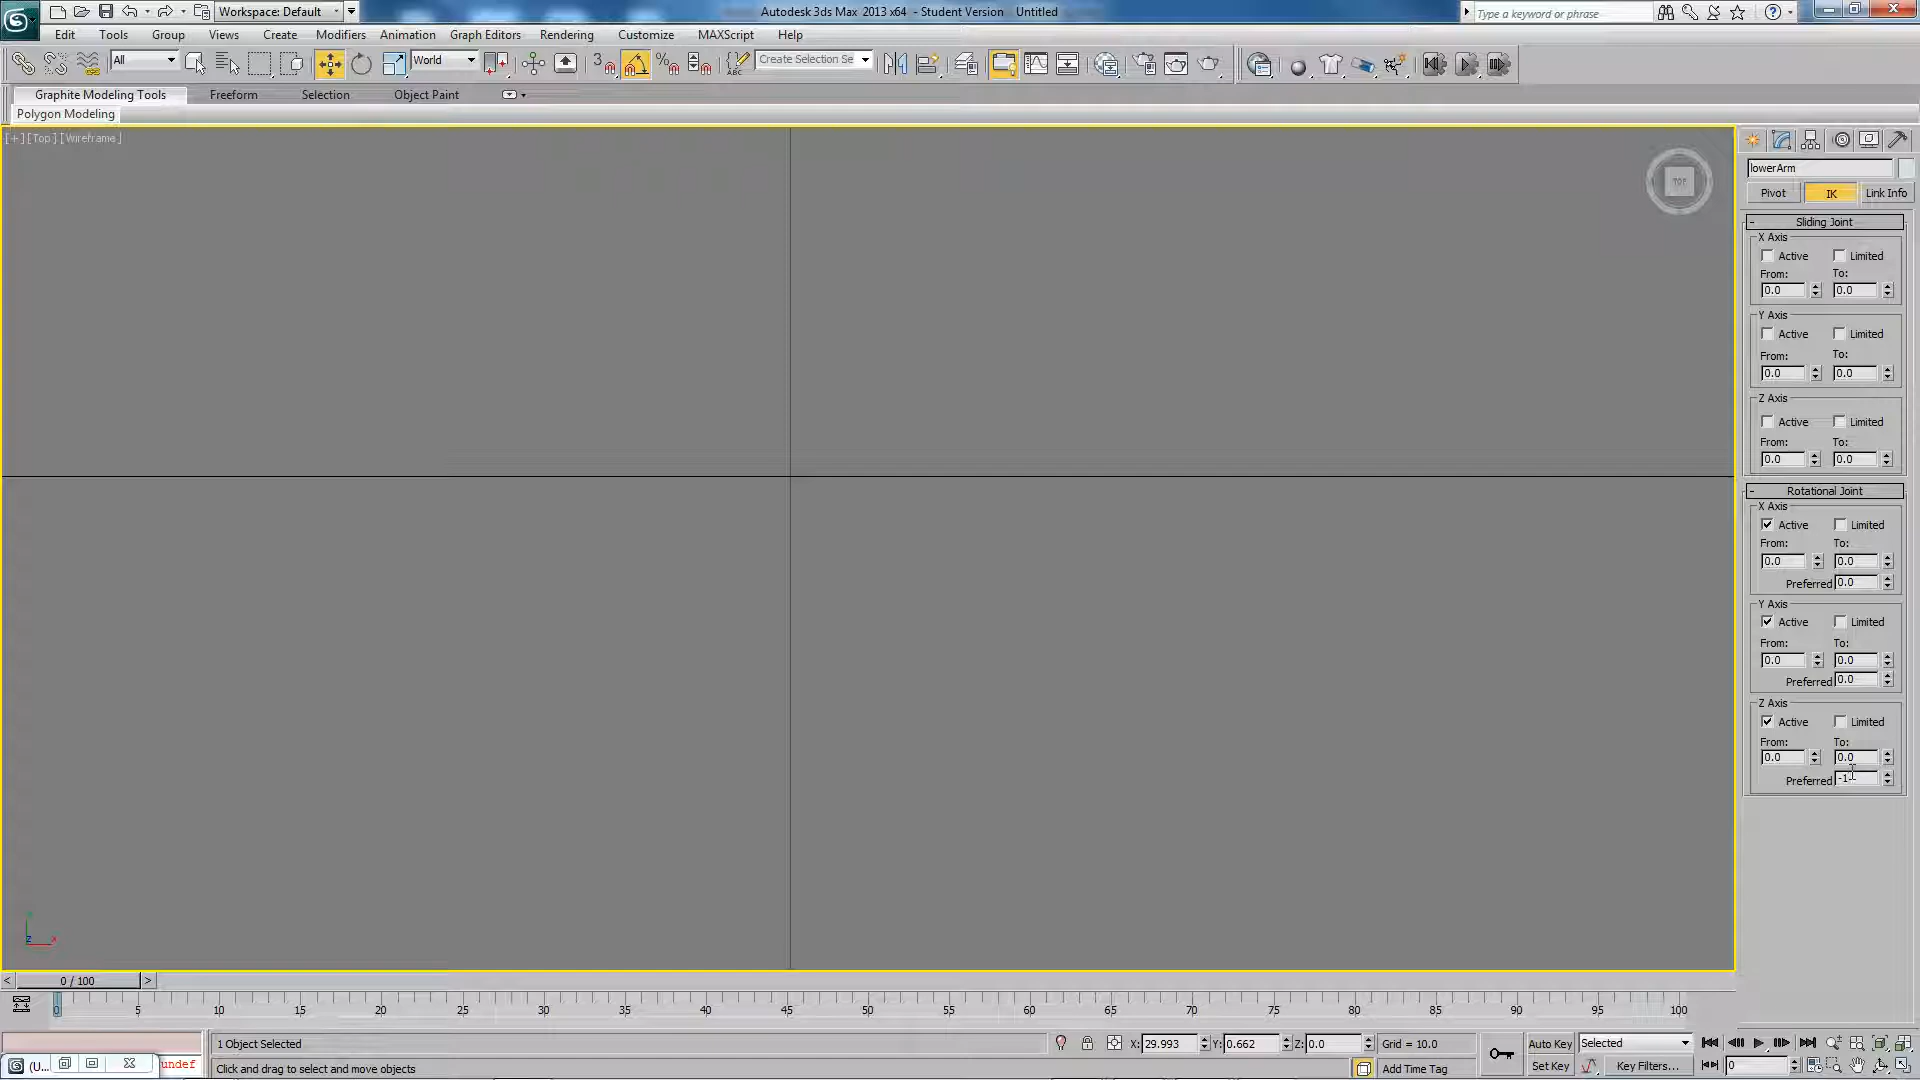 Workspace: Default
Autodesk 3ds Max 2013 x64 - Student Version Untitled
Type a keyword or phrase
Edit Tools Group Views Create Modifiers Animation Graph Editors Rendering Customize MAXScript Help
All World 3 Create Selection Se
Graphite Modeling Tools Freeform Selection Object Paint
Polygon Modeling
[+][Top][Wireframe]
TOP
lowerArm
Pivot IK Link Info
- Sliding Joint
X Axis
Active Limited
From: To:
0.0 0.0
Y Axis
Active Limited
From: To:
0.0 0.0
Z Axis
Active Limited
From: To:
0.0 0.0
- Rotational Joint
X Axis
Active Limited
From: To:
0.0 0.0
Preferred 0.0
Y Axis
Active Limited
From: To:
0.0 0.0
Preferred 0.0
Z Axis
Active Limited
From: To:
0.0 0.0
Preferred
< 0 / 100 >
0 5 10 15 20 25 30 35 40 45 50 55 60 65 70 75 80 85 90 95 100
1 Object Selected X: 29.993 Y: 0.662 Z: 0.0 Grid = 10.0 Auto Key Selected
(U... undef Click and drag to select and move objects Add Time Tag Set Key Key Filters... 0